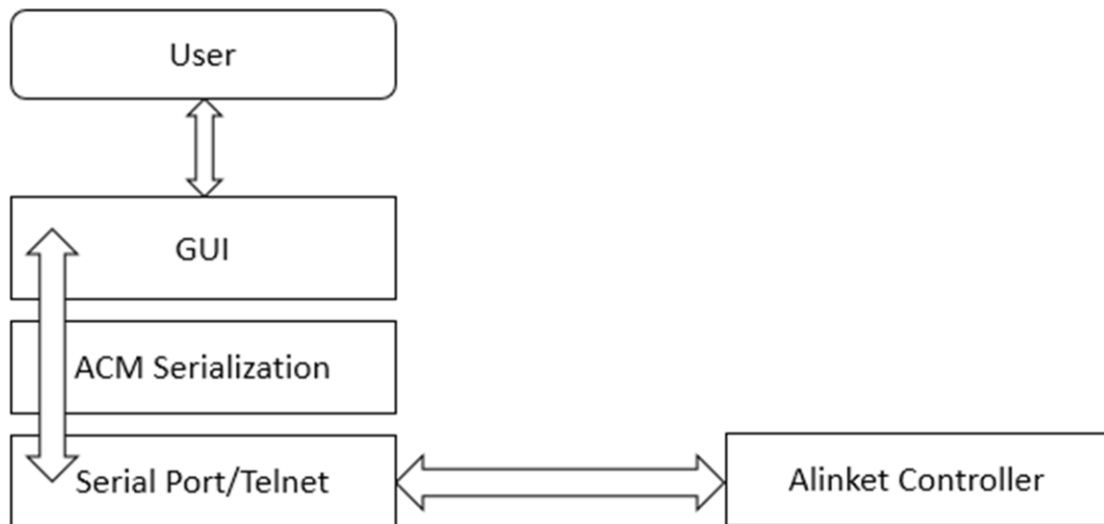 User
GUI
ACM Serialization
Serial Port/Telnet
Alinket Controller